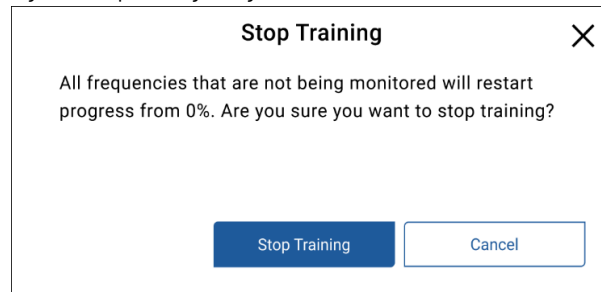 Stop Training
All frequencies that are not being monitored will restart
progress from 0%. Are you sure you want to stop training?
Stop Training
Cancel